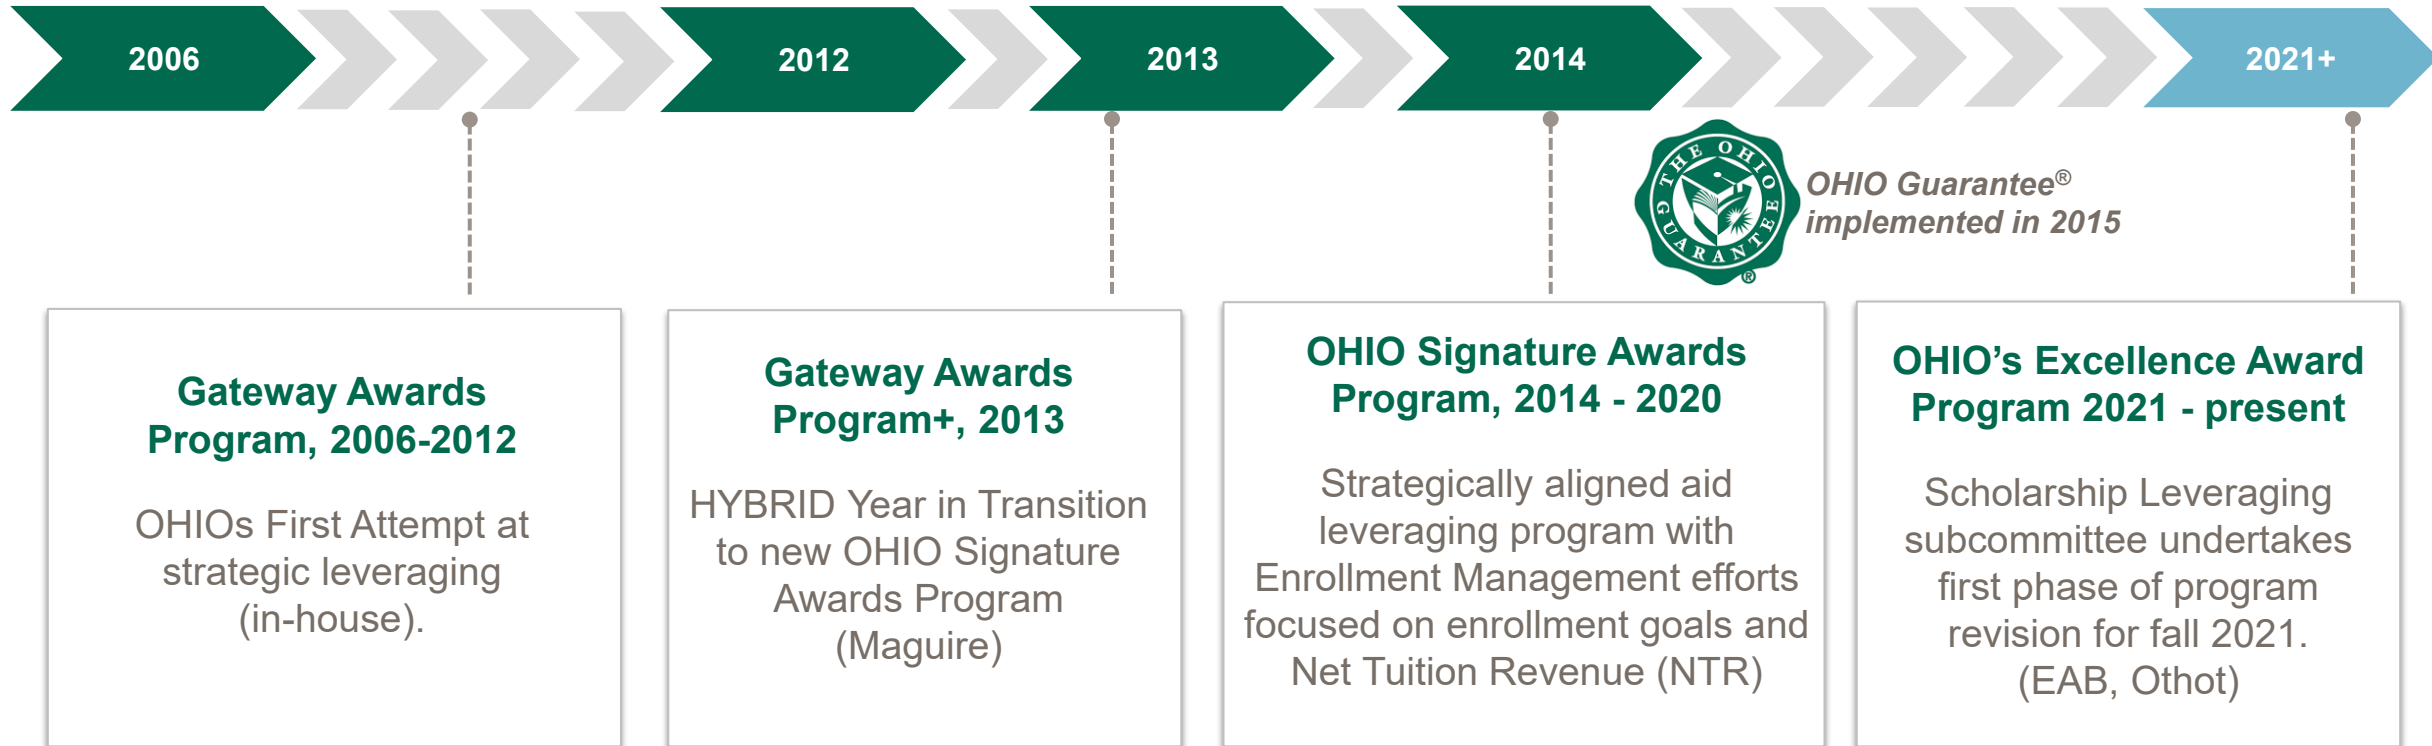 2006
2012
2013
2014
2021+
THE OHIO GUARANTEE
®
OHIO Guarantee®
implemented in 2015
Gateway Awards
Program, 2006-2012
OHIOs First Attempt at
strategic leveraging
(in-house).
Gateway Awards
Program+, 2013
HYBRID Year in Transition
to new OHIO Signature
Awards Program
(Maguire)
OHIO Signature Awards
Program, 2014 - 2020
Strategically aligned aid
leveraging program with
Enrollment Management efforts
focused on enrollment goals and
Net Tuition Revenue (NTR)
OHIO’s Excellence Award
Program 2021 - present
Scholarship Leveraging
subcommittee undertakes
first phase of program
revision for fall 2021.
(EAB, Othot)